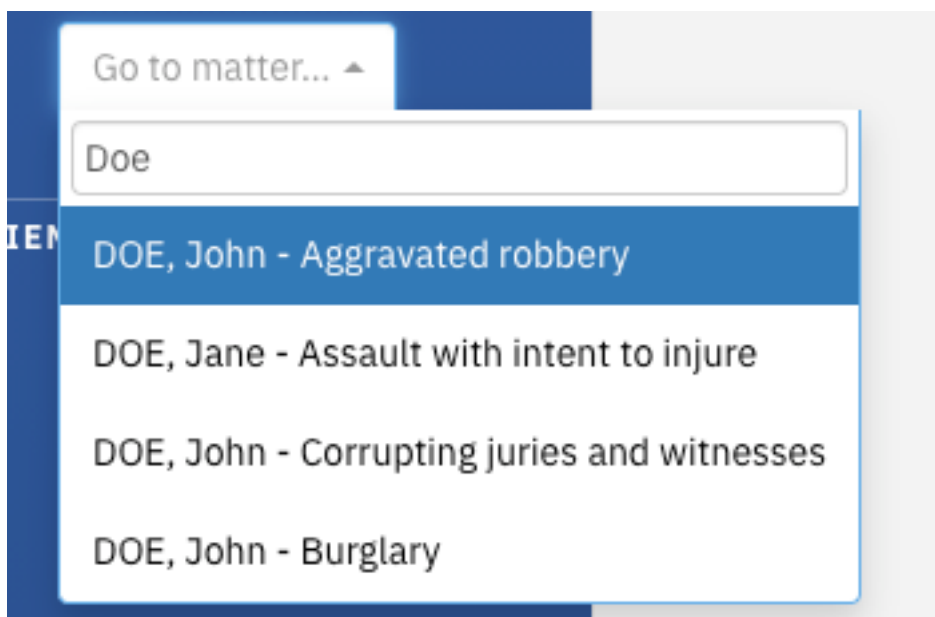 Go to matter...
Doe
DOE, John - Aggravated robbery
DOE, Jane - Assault with intent to injure
DOE, John - Corrupting juries and witnesses
DOE, John - Burglary